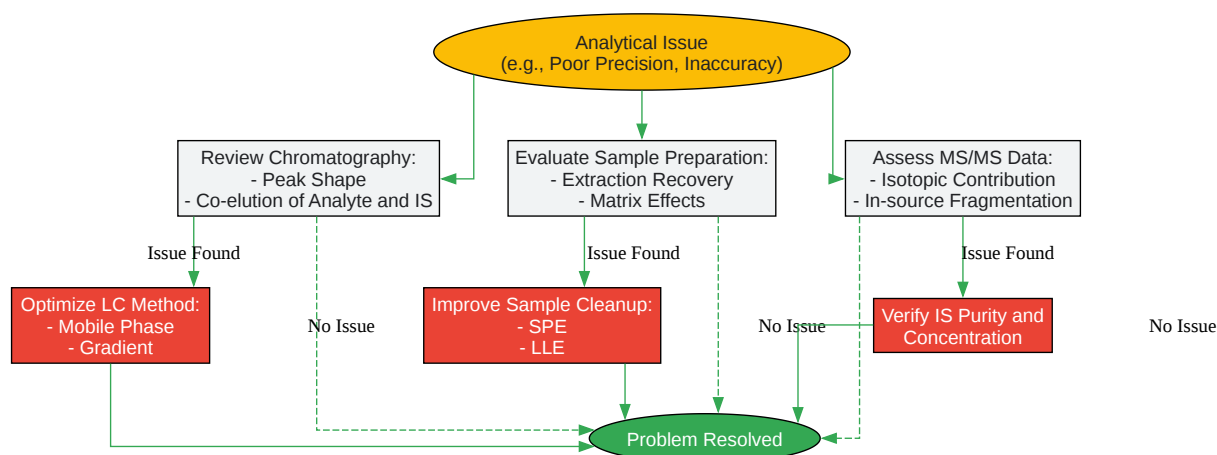 Analytical Issue
(e.g., Poor Precision, Inaccuracy)
Review Chromatography:
- Peak Shape
- Co-elution of Analyte and IS
Evaluate Sample Preparation:
- Extraction Recovery
- Matrix Effects
Assess MS/MS Data:
- Isotopic Contribution
- In-source Fragmentation
Issue Found
Issue Found
Issue Found
Optimize LC Method:
- Mobile Phase
- Gradient
No Issue
Improve Sample Cleanup:
- SPE
- LLE
No Issue
Verify IS Purity and
Concentration
No Issue
Problem Resolved